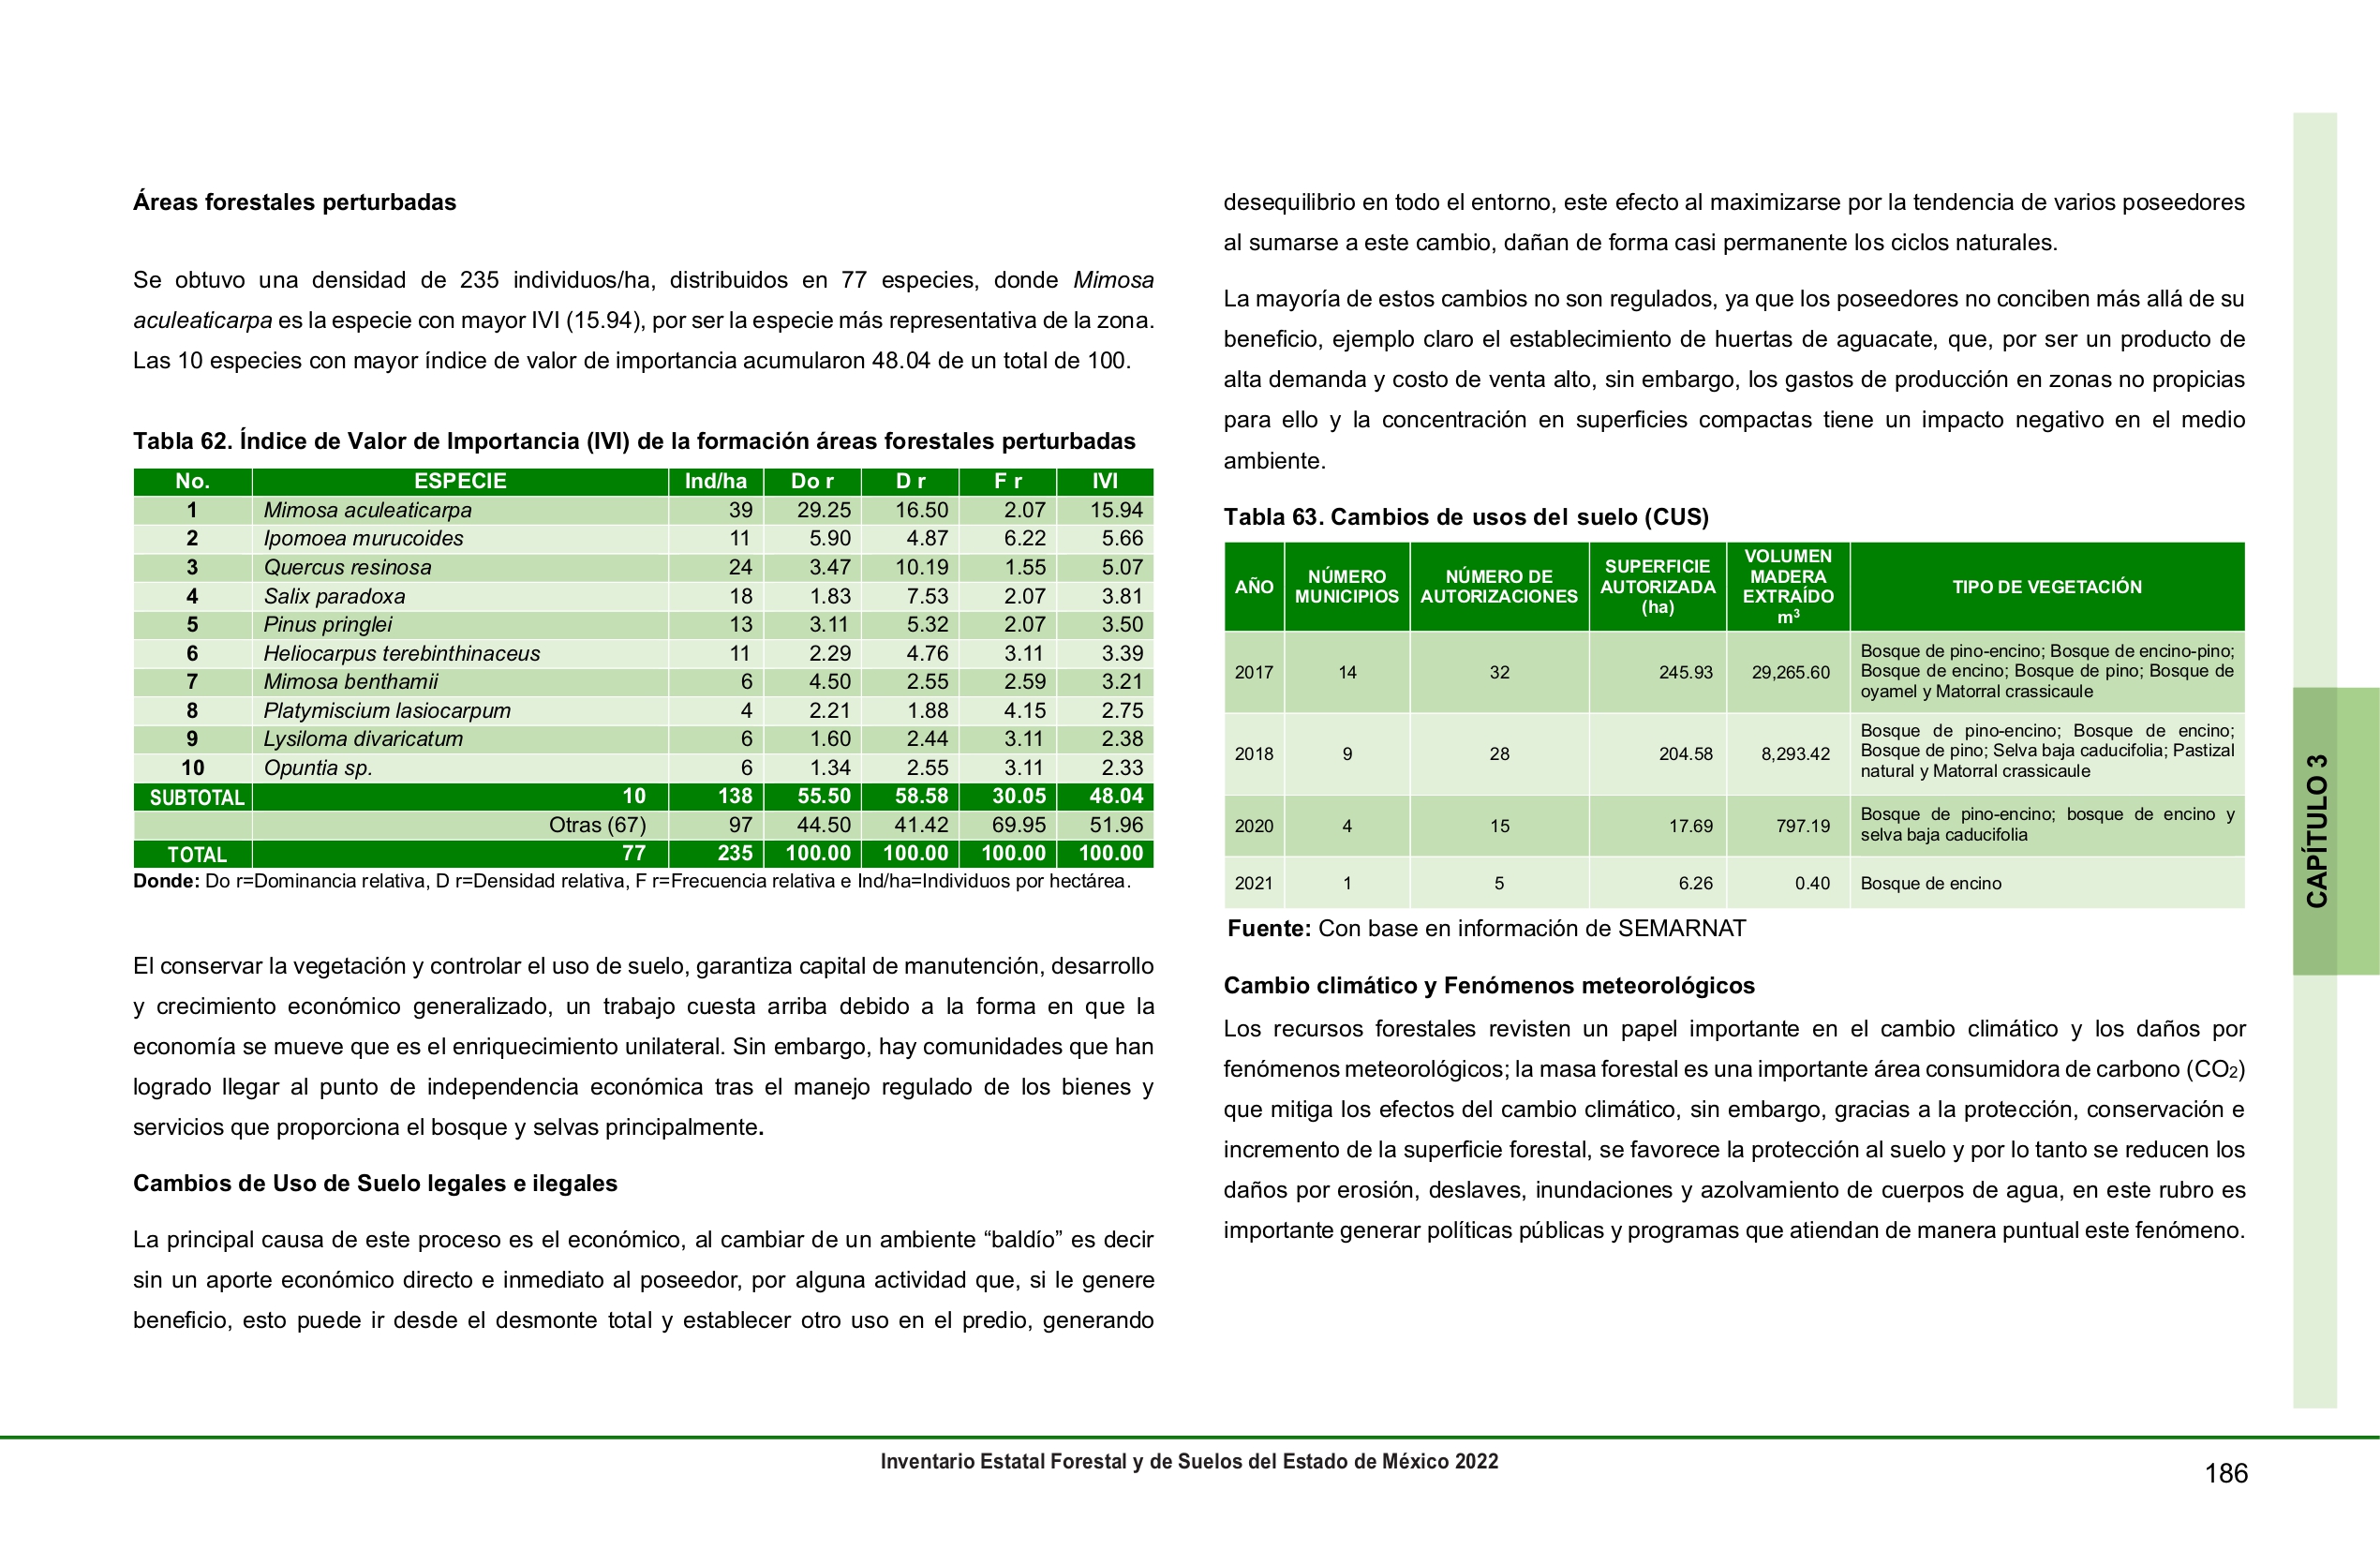 Áreas forestales perturbadas
Se obtuvo una densidad de 235 individuos/ha, distribuidos en 77 especies, donde Mimosa
aculeaticarpa es la especie con mayor IVI (15.94), por ser la especie más representativa de la zona.
Las 10 especies con mayor índice de valor de importancia acumularon 48.04 de un total de 100.
Tabla 62. Índice de Valor de Importancia (IVI) de la formación áreas forestales perturbadas
No. ESPECIE Ind/ha Do r D r F r IVI
1 Mimosa aculeaticarpa 39 29.25 16.50 2.07 15.94
2 Ipomoea murucoides 11 5.90 4.87 6.22 5.66
3 Quercus resinosa 24 3.47 10.19 1.55 5.07
4 Salix paradoxa 18 1.83 7.53 2.07 3.81
5 Pinus pringlei 13 3.11 5.32 2.07 3.50
6 Heliocarpus terebinthinaceus 11 2.29 4.76 3.11 3.39
7 Mimosa benthamii 6 4.50 2.55 2.59 3.21
8 Platymiscium lasiocarpum 4 2.21 1.88 4.15 2.75
9 Lysiloma divaricatum 6 1.60 2.44 3.11 2.38
10 Opuntia sp. 6 1.34 2.55 3.11 2.33
SUBTOTAL 10 138 55.50 58.58 30.05 48.04
Otras (67) 97 44.50 41.42 69.95 51.96
TOTAL 77 235 100.00 100.00 100.00 100.00
Donde: Do r=Dominancia relativa, D r=Densidad relativa, F r=Frecuencia relativa e Ind/ha=Individuos por hectárea.
El conservar la vegetación y controlar el uso de suelo, garantiza capital de manutención, desarrollo
y crecimiento económico generalizado, un trabajo cuesta arriba debido a la forma en que la
economía se mueve que es el enriquecimiento unilateral. Sin embargo, hay comunidades que han
logrado llegar al punto de independencia económica tras el manejo regulado de los bienes y
servicios que proporciona el bosque y selvas principalmente.
Cambios de Uso de Suelo legales e ilegales
La principal causa de este proceso es el económico, al cambiar de un ambiente “baldío” es decir
sin un aporte económico directo e inmediato al poseedor, por alguna actividad que, si le genere
beneficio, esto puede ir desde el desmonte total y establecer otro uso en el predio, generando
desequilibrio en todo el entorno, este efecto al maximizarse por la tendencia de varios poseedores
al sumarse a este cambio, dañan de forma casi permanente los ciclos naturales.
La mayoría de estos cambios no son regulados, ya que los poseedores no conciben más allá de su
beneficio, ejemplo claro el establecimiento de huertas de aguacate, que, por ser un producto de
alta demanda y costo de venta alto, sin embargo, los gastos de producción en zonas no propicias
para ello y la concentración en superficies compactas tiene un impacto negativo en el medio
ambiente.
Tabla 63. Cambios de usos del suelo (CUS)
AÑO
NÚMERO
MUNICIPIOS
NÚMERO DE
AUTORIZACIONES
SUPERFICIE
AUTORIZADA
(ha)
VOLUMEN
MADERA
EXTRAÍDO
m³
TIPO DE VEGETACIÓN
2017 14 32 245.93 29,265.60
Bosque de pino-encino; Bosque de encino-pino;
Bosque de encino; Bosque de pino; Bosque de
oyamel y Matorral crassicaule
2018 9 28 204.58 8,293.42
Bosque de pino-encino; Bosque de encino;
Bosque de pino; Selva baja caducifolia; Pastizal
natural y Matorral crassicaule
2020 4 15 17.69 797.19
Bosque de pino-encino; bosque de encino y
selva baja caducifolia
2021 1 5 6.26 0.40 Bosque de encino
Fuente: Con base en información de SEMARNAT
Cambio climático y Fenómenos meteorológicos
Los recursos forestales revisten un papel importante en el cambio climático y los daños por
fenómenos meteorológicos; la masa forestal es una importante área consumidora de carbono (CO₂)
que mitiga los efectos del cambio climático, sin embargo, gracias a la protección, conservación e
incremento de la superficie forestal, se favorece la protección al suelo y por lo tanto se reducen los
daños por erosión, deslaves, inundaciones y azolvamiento de cuerpos de agua, en este rubro es
importante generar políticas públicas y programas que atiendan de manera puntual este fenómeno.
CAPÍTULO 3
Inventario Estatal Forestal y de Suelos del Estado de México 2022
186